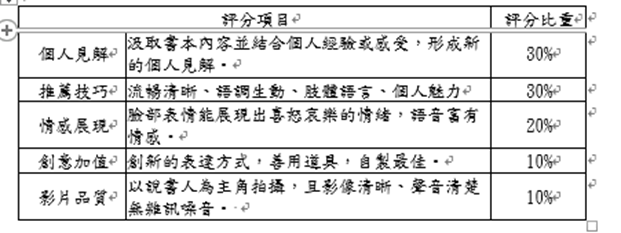 評分項目 評分比重
個人見解 汲取書本內容並結合個人經驗或感受，形成新的個人見解。 30%
推薦技巧 流暢清晰、語調生動、肢體語言、個人魅力 30%
情感展現 臉部表情能展現出喜怒哀樂的情緒，語音富有情感。 20%
創意加值 創新的表達方式，善用道具，自製最佳。 10%
影片品質 以說書人為主角拍攝，且影像清晰、聲音清楚無雜訊噪音。 10%